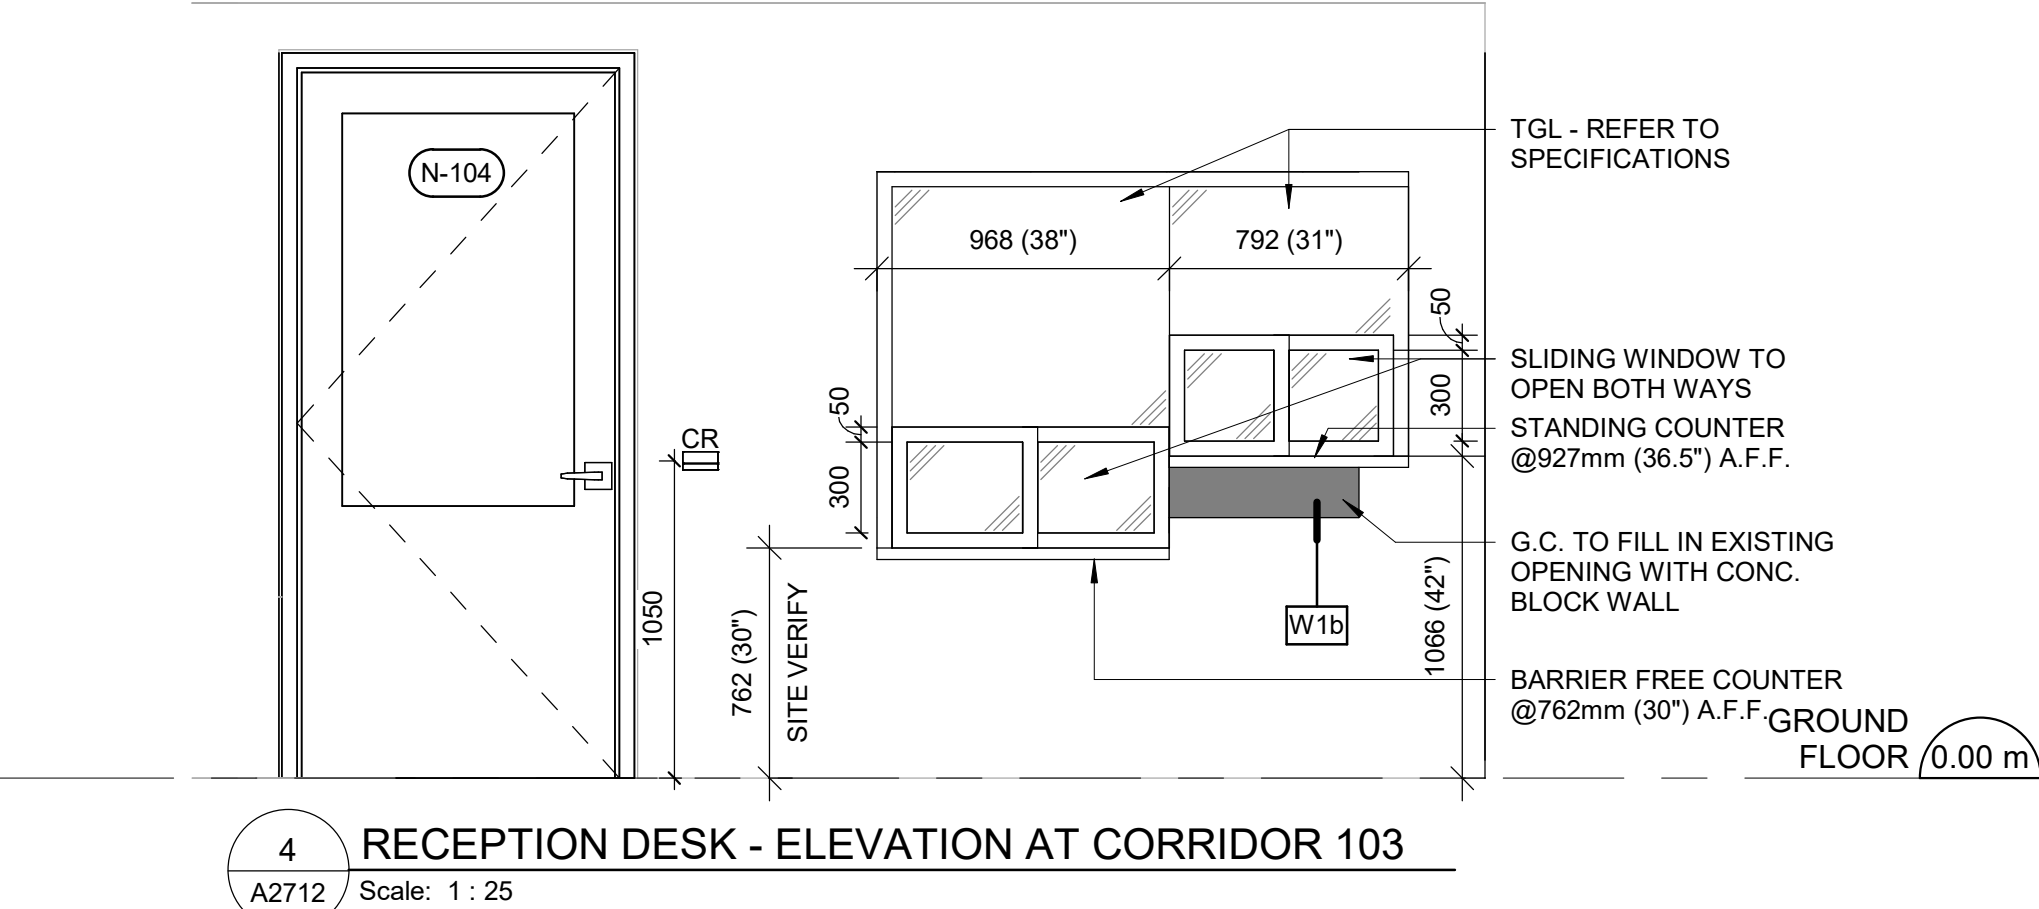 N-104
CR
1050
968 (38")
792 (31")
50
300
50
300
762 (30")
SITE VERIFY
1066 (42")
W1b
TGL - REFER TO
SPECIFICATIONS
SLIDING WINDOW TO
OPEN BOTH WAYS
STANDING COUNTER
@927mm (36.5") A.F.F.
G.C. TO FILL IN EXISTING
OPENING WITH CONC.
BLOCK WALL
BARRIER FREE COUNTER
@762mm (30") A.F.F.
GROUND
FLOOR
0.00 m
4
A2712
RECEPTION DESK - ELEVATION AT CORRIDOR 103
Scale: 1 : 25